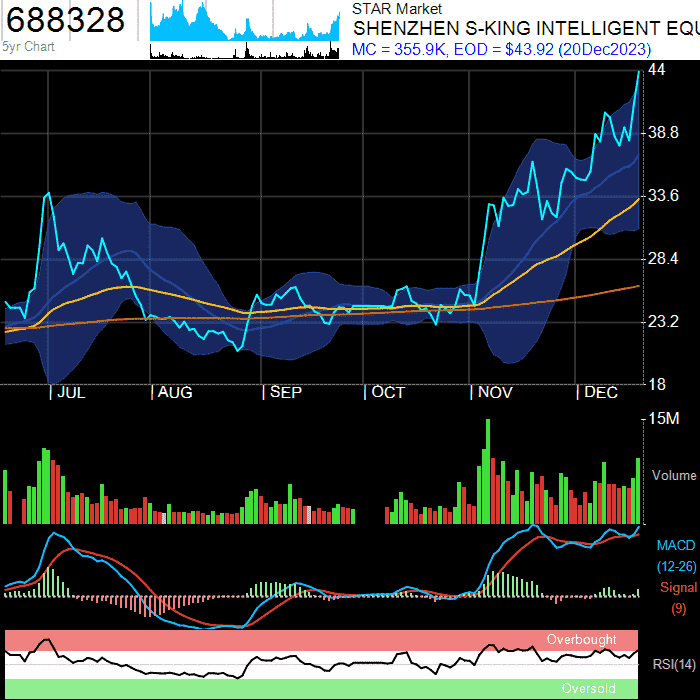 688328
5yr Chart
STAR Market
SHENZHEN S-KING INTELLIGENT EQU
MC = 355.9K, EOD = $43.92 (20Dec2023)
44
38.8
33.6
28.4
23.2
18
JUL AUG SEP OCT NOV DEC
15M
Volume
MACD
(12-26)
Signal
(9)
Overbought
RSI(14)
Oversold